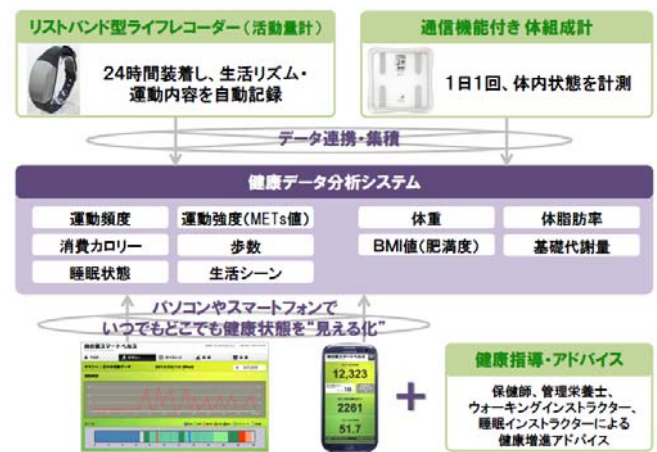 リストバンド型ライフレコーダー(活動量計)
24時間装着し、生活リズム・
運動内容を自動記録
通信機能付き 体組成計
1日1回、体内状態を計測
データ連携・集積
健康データ分析システム
運動頻度
運動強度(METs値)
体重
体脂肪率
消費カロリー
歩数
BMI値(肥満度)
基礎代謝量
睡眠状態
生活シーン
パソコンやスマートフォンで
いつでもどこでも健康状態を“見える化”
12,323
2261
51.7
+
健康指導・アドバイス
保健師、管理栄養士、
ウォーキングインストラクター、
睡眠インストラクターによる
健康増進アドバイス